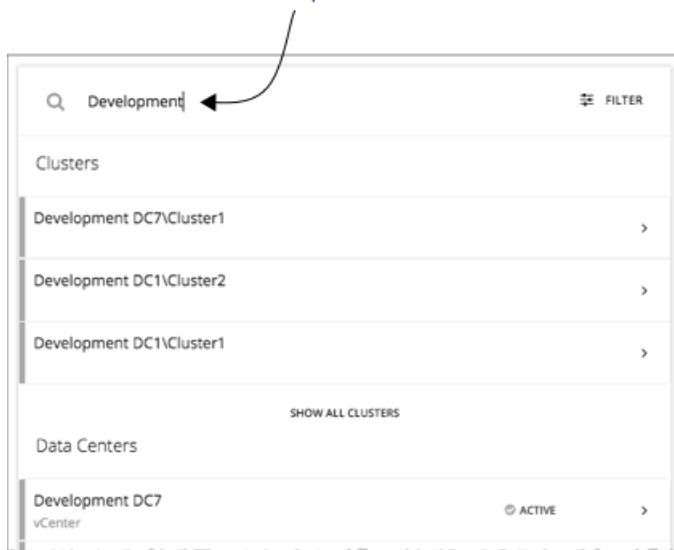 Development
FILTER
Clusters
Development DC7\Cluster1
Development DC1\Cluster2
Development DC1\Cluster1
SHOW ALL CLUSTERS
Data Centers
Development DC7
ACTIVE
vCenter